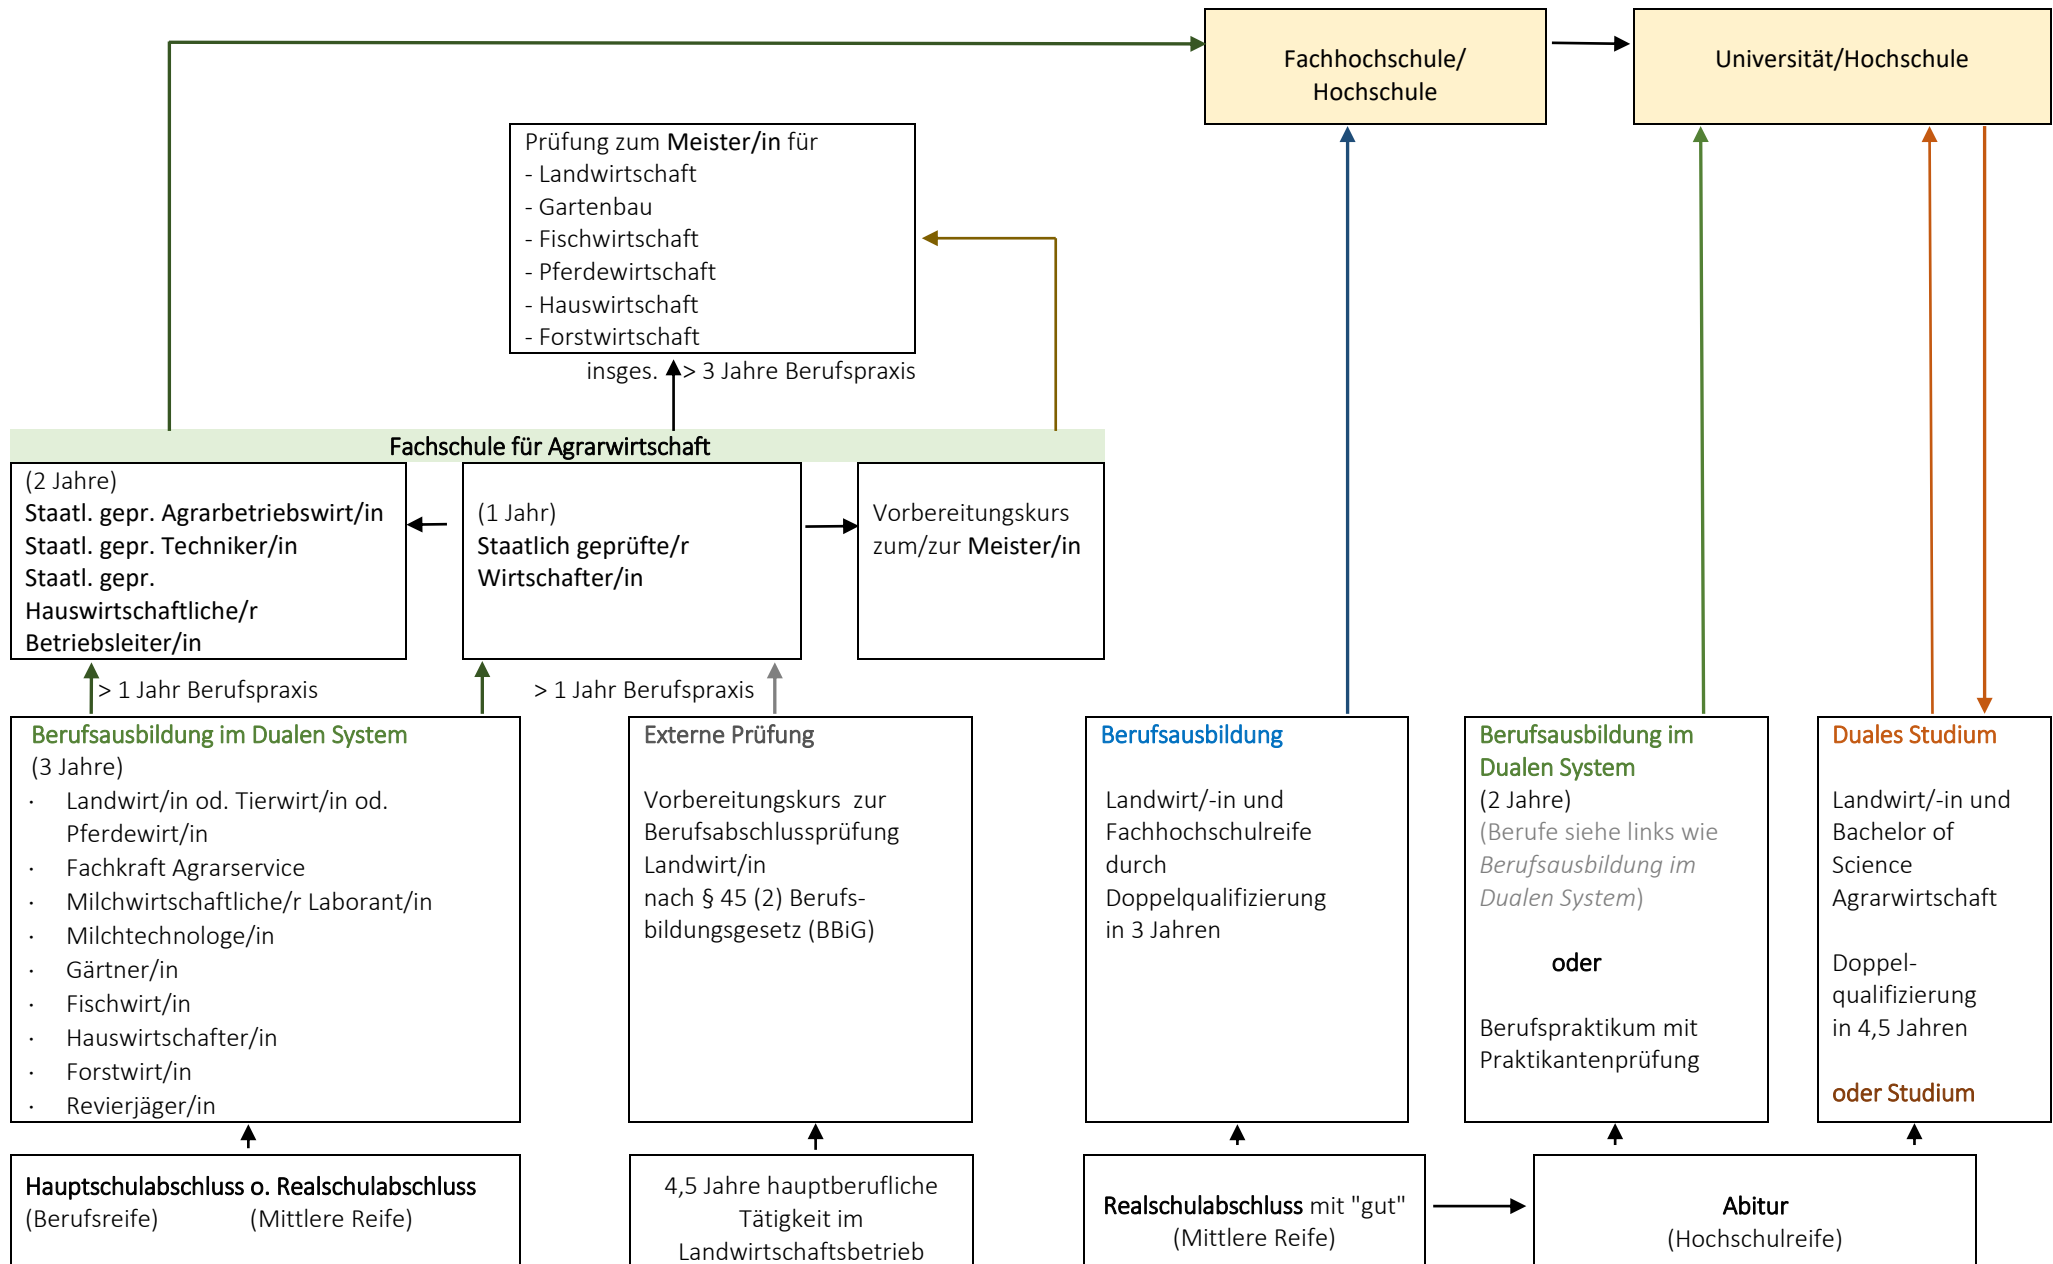 Fachhochschule/
Hochschule
Universität/Hochschule
Prüfung zum Meister/in für
- Landwirtschaft
- Gartenbau
- Fischwirtschaft
- Pferdewirtschaft
- Hauswirtschaft
- Forstwirtschaft
insges. > 3 Jahre Berufspraxis
Fachschule für Agrarwirtschaft
(2 Jahre)
Staatl. gepr. Agrarbetriebswirt/in
Staatl. gepr. Techniker/in
Staatl. gepr.
Hauswirtschaftliche/r
Betriebsleiter/in
(1 Jahr)
Staatlich geprüfte/r
Wirtschafter/in
Vorbereitungskurs
zum/zur Meister/in
> 1 Jahr Berufspraxis
> 1 Jahr Berufspraxis
Berufsausbildung im Dualen System
(3 Jahre)
· Landwirt/in od. Tierwirt/in od.
Pferdewirt/in
· Fachkraft Agrarservice
· Milchwirtschaftliche/r Laborant/in
· Milchtechnologe/in
· Gärtner/in
· Fischwirt/in
· Hauswirtschafter/in
· Forstwirt/in
· Revierjäger/in
Externe Prüfung
Vorbereitungskurs zur
Berufsabschlussprüfung
Landwirt/in
nach § 45 (2) Berufs-
bildungsgesetz (BBiG)
Berufsausbildung
Landwirt/-in und
Fachhochschulreife
durch
Doppelqualifizierung
in 3 Jahren
Berufsausbildung im
Dualen System
(2 Jahre)
(Berufe siehe links wie
Berufsausbildung im
Dualen System)
oder
Berufspraktikum mit
Praktikantenprüfung
Duales Studium
Landwirt/-in und
Bachelor of
Science
Agrarwirtschaft
Doppel-
qualifizierung
in 4,5 Jahren
oder Studium
Hauptschulabschluss o. Realschulabschluss
(Berufsreife) (Mittlere Reife)
4,5 Jahre hauptberufliche
Tätigkeit im
Landwirtschaftsbetrieb
Realschulabschluss mit "gut"
(Mittlere Reife)
Abitur
(Hochschulreife)